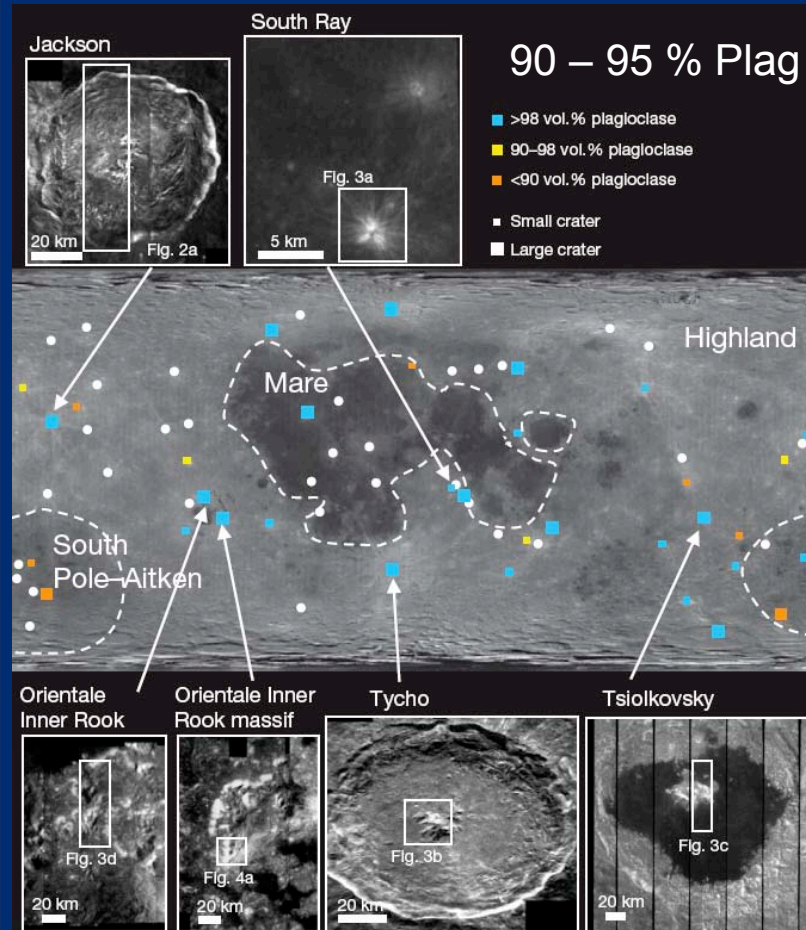 Jackson
South Ray
90 – 95 % Plag
>98 vol.% plagioclase
90–98 vol.% plagioclase
<90 vol.% plagioclase
Small crater
Large crater
20 km
Fig. 2a
Fig. 3a
5 km
Highland
Mare
South
Pole–Aitken
Orientale
Inner Rook
Orientale Inner
Rook massif
Tycho
Tsiolkovsky
Fig. 3d
20 km
Fig. 4a
20 km
Fig. 3b
20 km
Fig. 3c
20 km